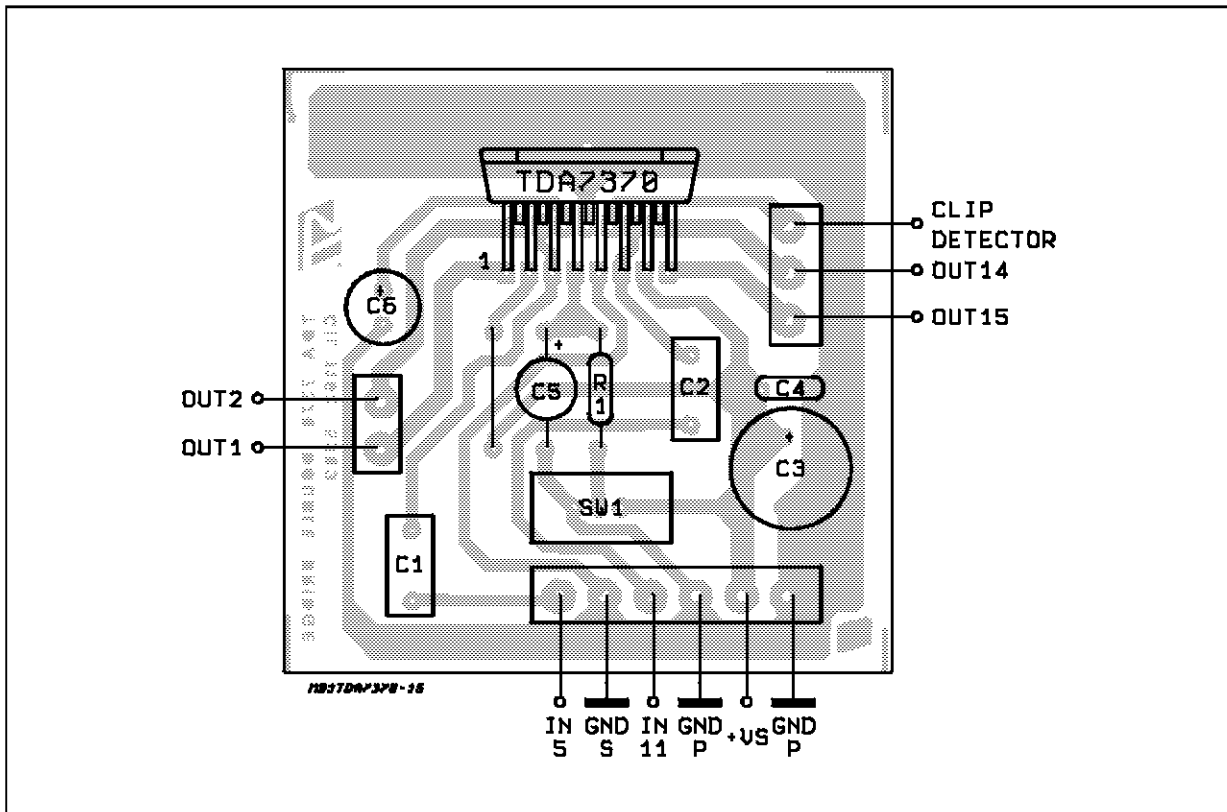 TDA7370
1
CLIP
DETECTOR
OUT14
OUT15
C6
C5
R
1
C2
C4
C3
OUT2
OUT1
SW1
C1
IN
5
GND
S
IN
11
GND
P
+VS
GND
P